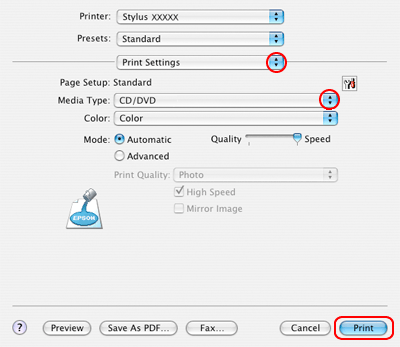 Printer: Stylus XXXXX
Presets: Standard
Print Settings
Page Setup: Standard
Media Type: CD/DVD
Color: Color
Mode: Automatic Quality Speed
Advanced
Print Quality: Photo
High Speed
Mirror Image
EPSON
? Preview Save As PDF... Fax... Cancel Print